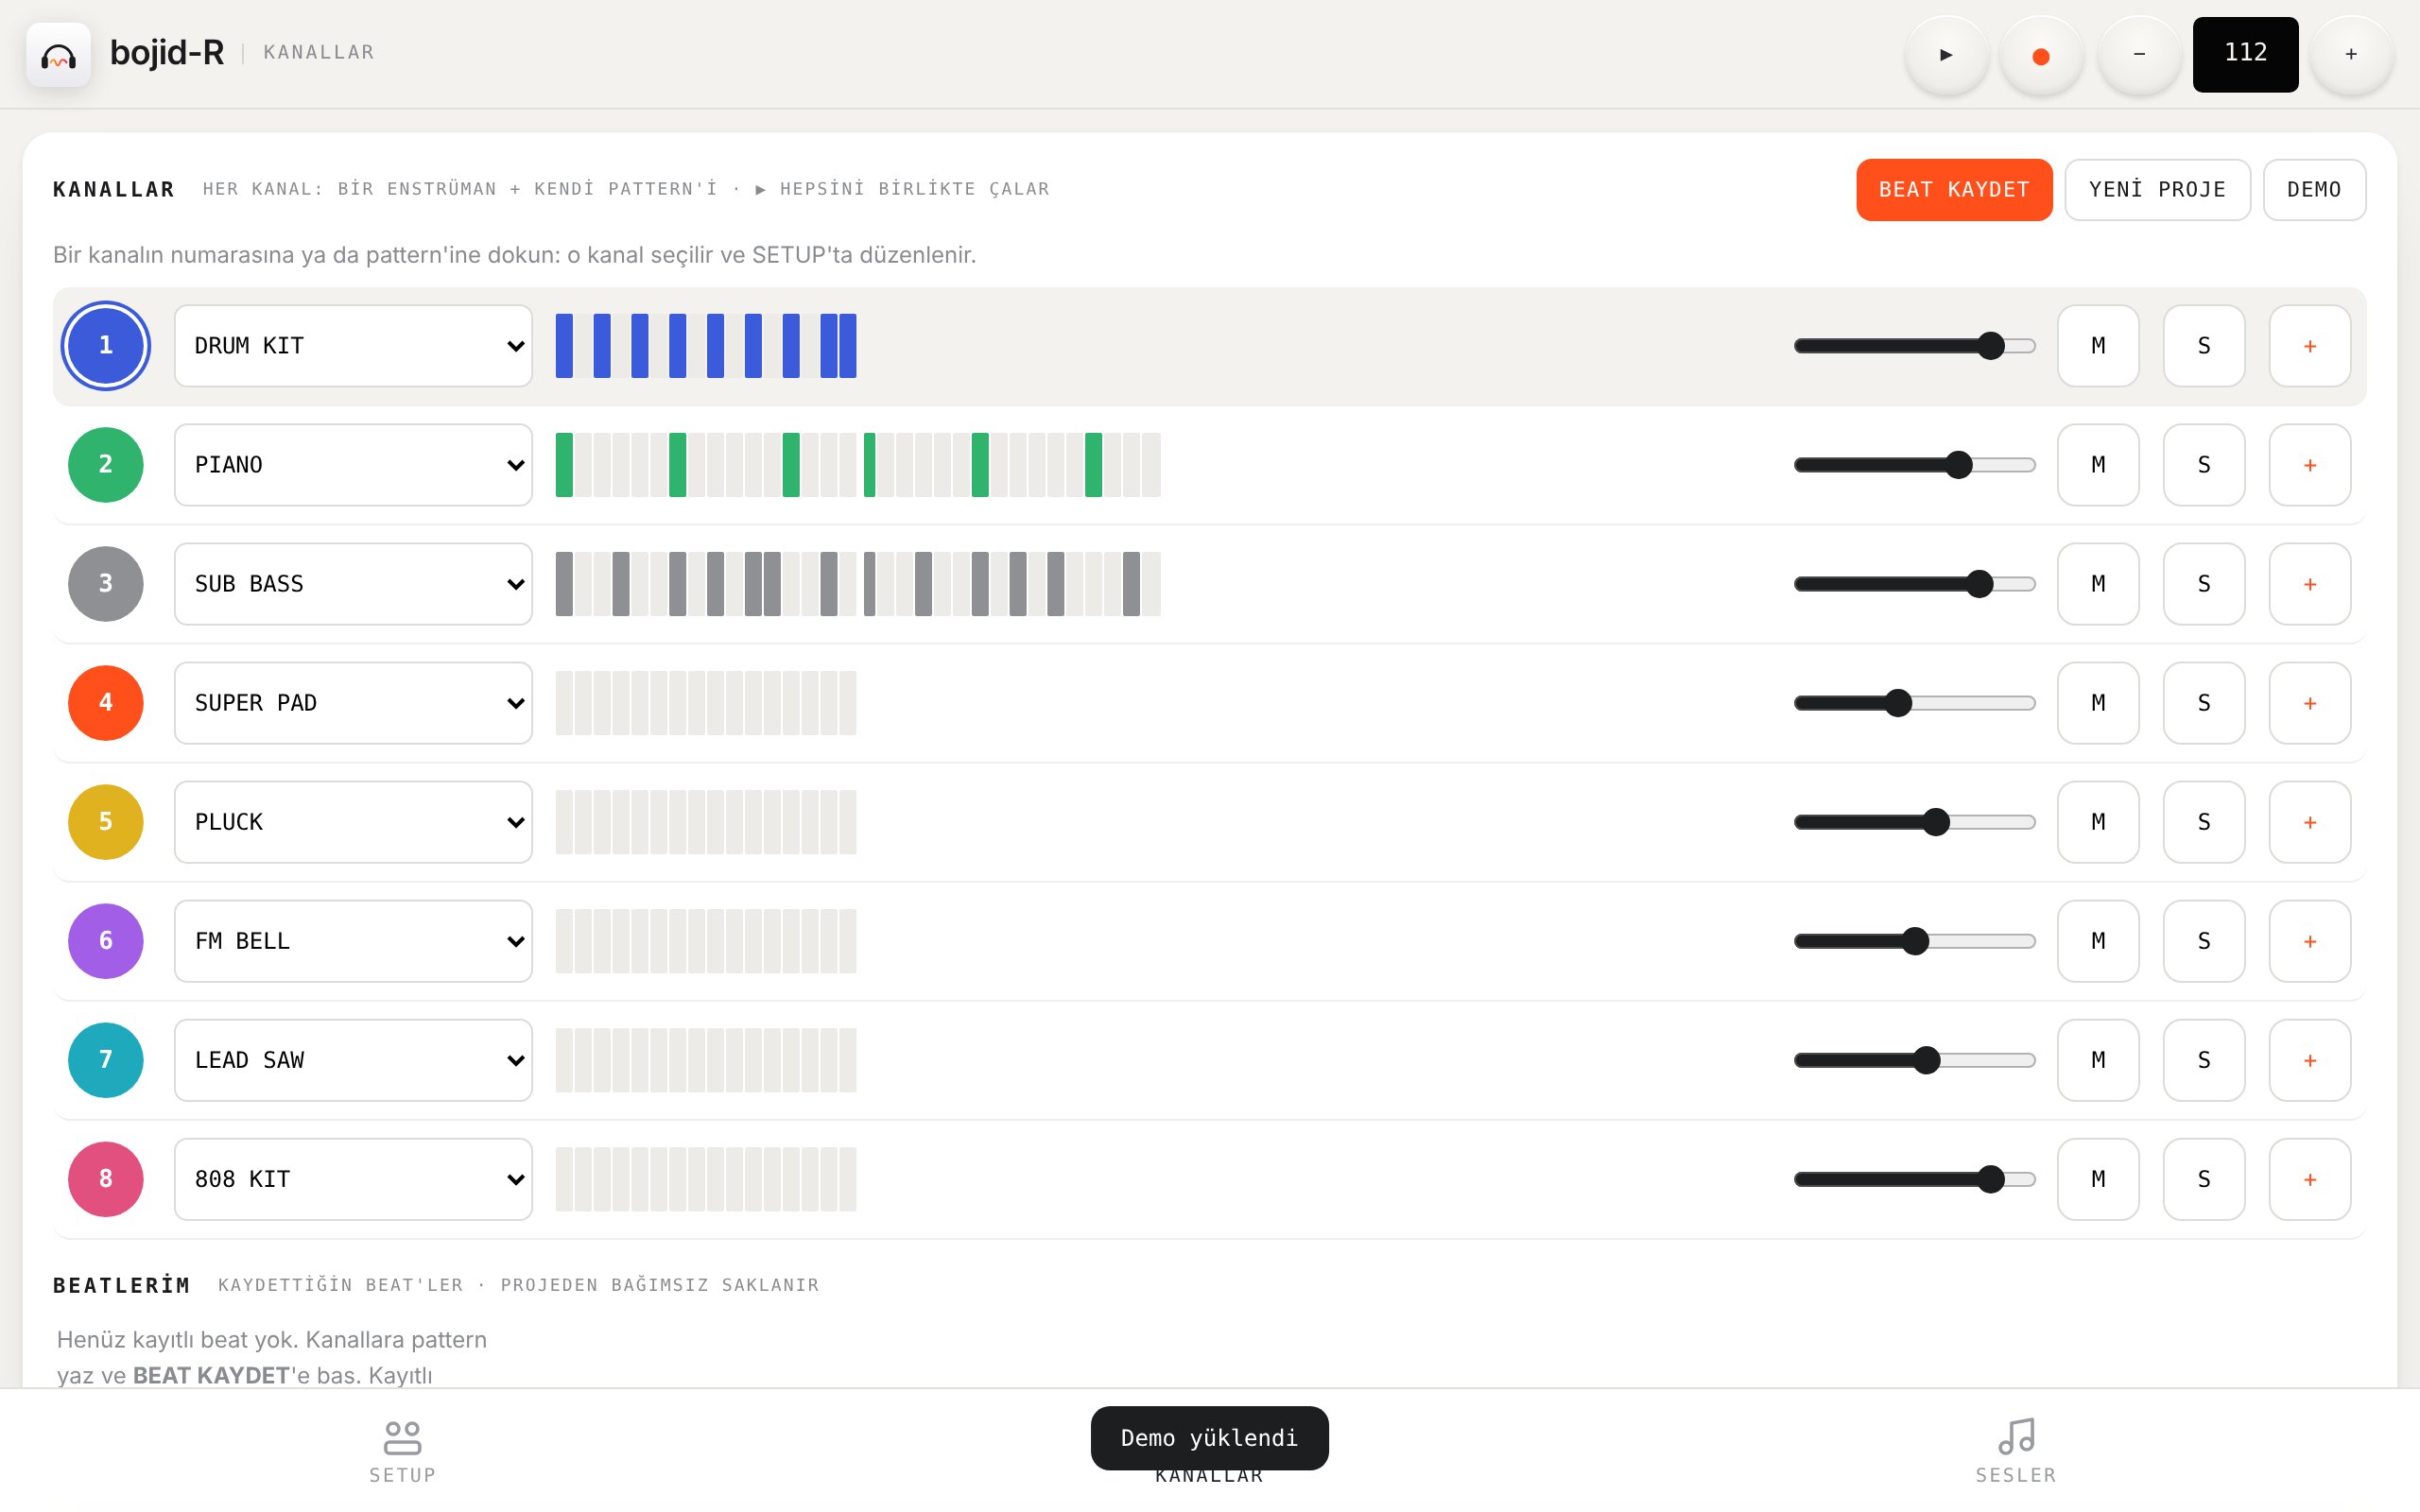 bojid-R KANALLAR ▶ ● − 112 +
KANALLAR HER KANAL: BİR ENSTRÜMAN + KENDİ PATTERN'İ · ▶ HEPSİNİ BİRLİKTE ÇALAR BEAT KAYDET YENİ PROJE DEMO
Bir kanalın numarasına ya da pattern'ine dokun: o kanal seçilir ve SETUP'ta düzenlenir.
1 DRUM KIT M S +
2 PIANO M S +
3 SUB BASS M S +
4 SUPER PAD M S +
5 PLUCK M S +
6 FM BELL M S +
7 LEAD SAW M S +
8 808 KIT M S +
BEATLERİM KAYDETTİĞİN BEAT'LER · PROJEDEN BAĞIMSIZ SAKLANIR
Henüz kayıtlı beat yok. Kanallara pattern
yaz ve BEAT KAYDET'e bas. Kayıtlı
Demo yüklendi
SETUP KANALLAR SESLER